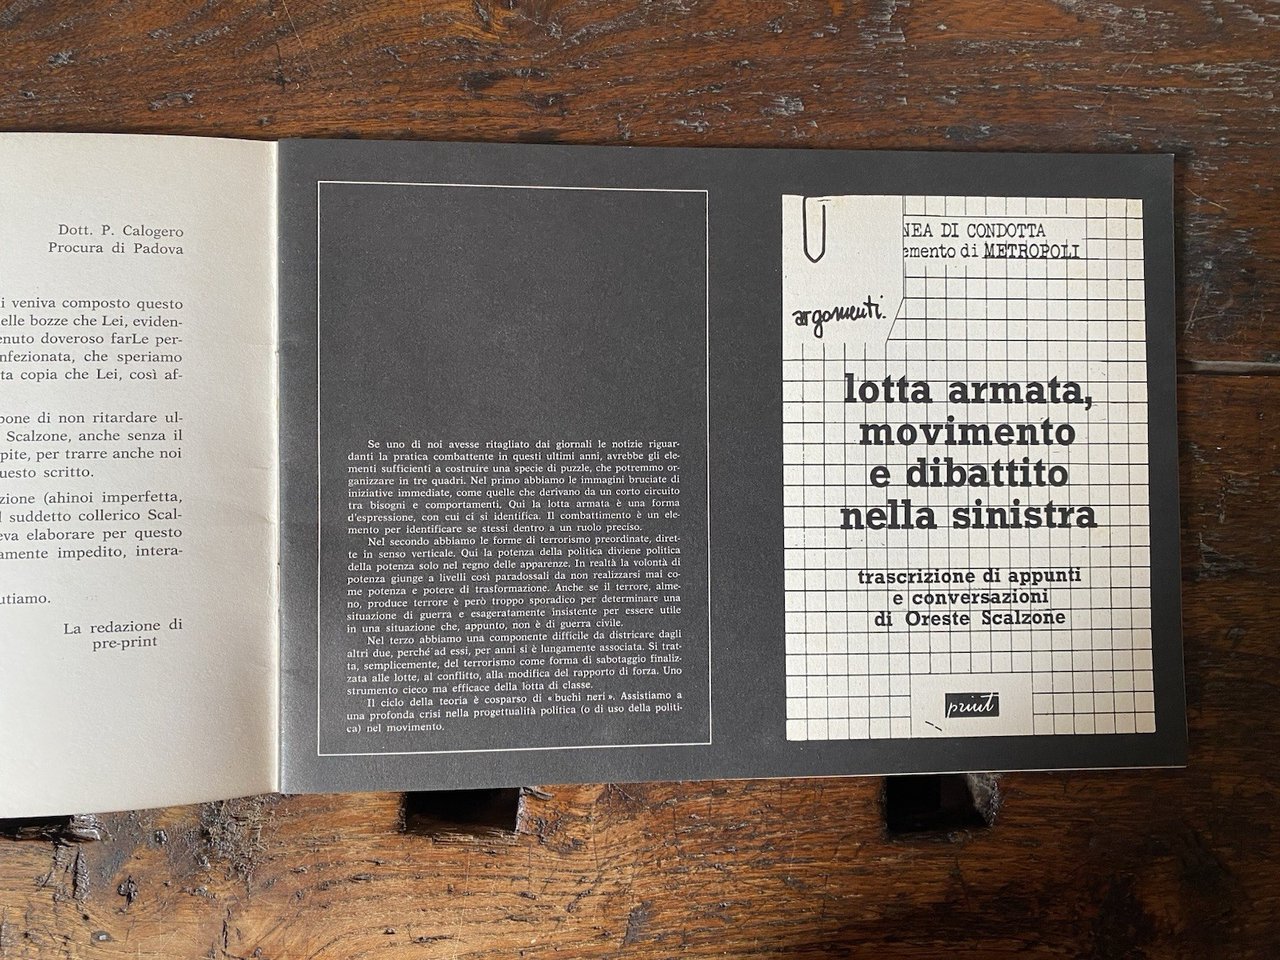 Dott. P. Calogero
Procura di Padova
i veniva composto questo
elle bozze che Lei, eviden-
enuto doveroso farLe per-
nfezionata, che speriamo
ta copia che Lei, così af-
pone di non ritardare ul-
Scalzone, anche senza il
pite, per trarre anche noi
uesto scritto.
zione (ahinoi imperfetta,
l suddetto collerico Scal-
eva elaborare per questo
amente impedito, intera-
utiamo.
La redazione di
pre-print
Se uno di noi avesse ritagliato dai giornali le notizie riguar-
danti la pratica combattente in questi ultimi anni, avrebbe gli ele-
menti sufficienti a costruire una specie di puzzle, che potremmo or-
ganizzare in tre quadri. Nel primo abbiamo le immagini bruciate di
iniziative immediate, come quelle che derivano da un corto circuito
tra bisogni e comportamenti. Qui la lotta armata è una forma
d'espressione, con cui ci si identifica. Il combattimento è un ele-
mento per identificare se stessi dentro a un ruolo preciso.
Nel secondo abbiamo le forme di terrorismo preordinate, diret-
te in senso verticale. Qui la potenza della politica diviene politica
della potenza solo nel regno delle apparenze. In realtà la volontà di
potenza giunge a livelli così paradossali da non realizzarsi mai co-
me potenza e potere di trasformazione. Anche se il terrore, alme-
no, produce terrore è però troppo sporadico per determinare una
situazione di guerra e esageratamente insistente per essere utile
in una situazione che, appunto, non è di guerra civile.
Nel terzo abbiamo una componente difficile da districare dagli
altri due, perché ad essi, per anni si è lungamente associata. Si trat-
ta, semplicemente, del terrorismo come forma di sabotaggio finaliz-
zata alle lotte, al conflitto, alla modifica del rapporto di forza. Uno
strumento cieco ma efficace della lotta di classe.
Il ciclo della teoria è cosparso di «buchi neri». Assistiamo a
una profonda crisi nella progettualità politica (o di uso della politi-
ca) nel movimento.
NEA DI CONDOTTA
emento di METROPOLI
argomenti.
lotta armata,
movimento
e dibattito
nella sinistra
trascrizione di appunti
e conversazioni
di Oreste Scalzone
print